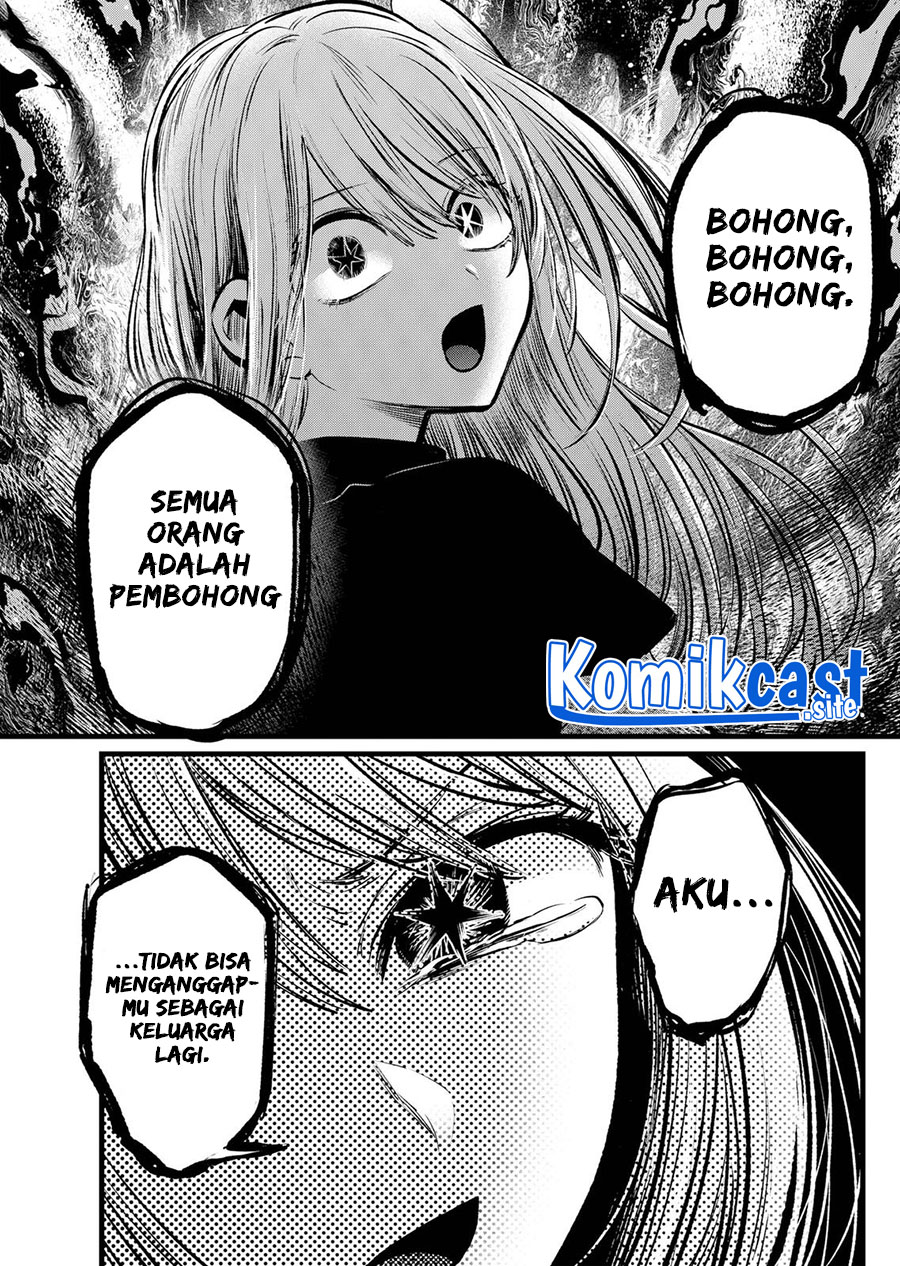 BOHONG,
BOHONG,
BOHONG.
SEMUA
ORANG
ADALAH
PEMBOHONG
Komikcast
.site
AKU...
...TIDAK BISA
MENGANGGAP-
MU SEBAGAI
KELUARGA
LAGI.